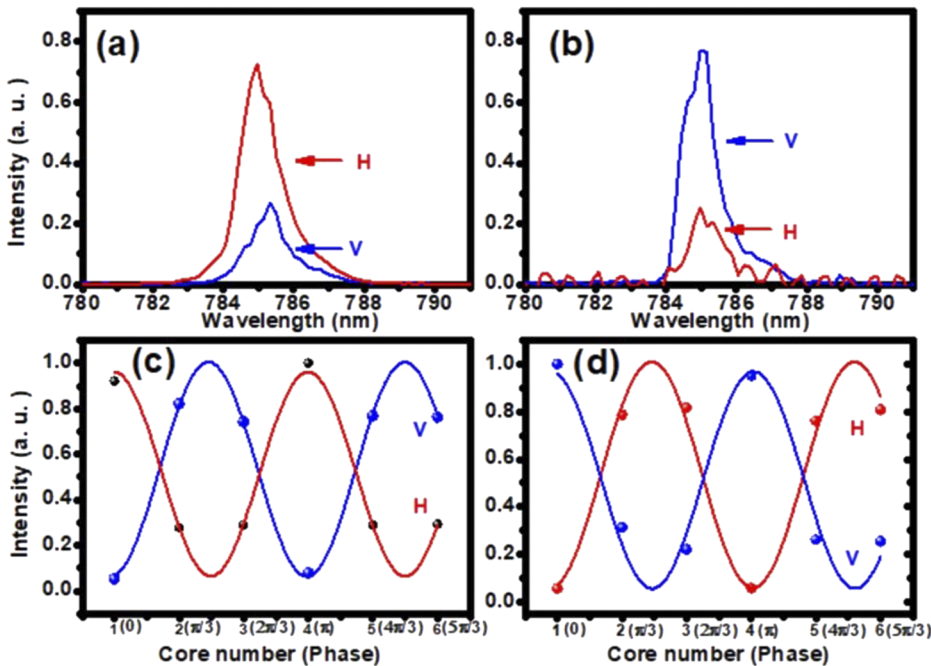 (a)
(b)
Intensity (a. u. )
0.8
0.6
0.4
0.2
0.0
H
V
780 782 784 786 788 790
Wavelength (nm)
0.8
0.6
0.4
0.2
0.0
V
H
780 782 784 786 788 790
Wavelength (nm)
(c)
(d)
Intensity (a. u. )
1.0
0.8
0.6
0.4
0.2
0.0
V
H
1(0) 2(π/3) 3(2π/3) 4(π) 5(4π/3) 6(5π/3)
Core number (Phase)
1.0
0.8
0.6
0.4
0.2
0.0
H
V
1(0) 2(π/3) 3(2π/3) 4(π) 5(4π/3) 6(5π/3)
Core number (Phase)